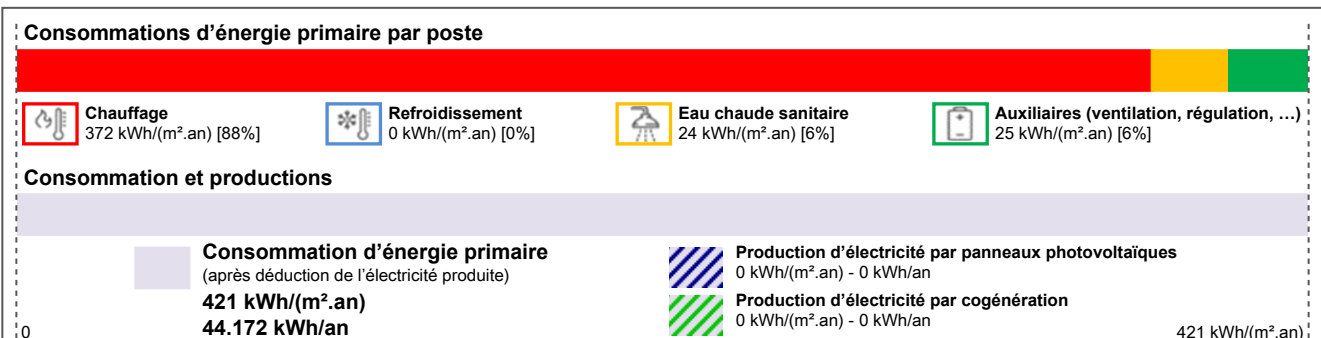 Consommations d’énergie primaire par poste
Chauffage
372 kWh/(m².an) [88%]
Refroidissement
0 kWh/(m².an) [0%]
Eau chaude sanitaire
24 kWh/(m².an) [6%]
Auxiliaires (ventilation, régulation, …)
25 kWh/(m².an) [6%]
Consommation et productions
Consommation d’énergie primaire
(après déduction de l’électricité produite)
421 kWh/(m².an)
44.172 kWh/an
Production d’électricité par panneaux photovoltaïques
0 kWh/(m².an) - 0 kWh/an
Production d’électricité par cogénération
0 kWh/(m².an) - 0 kWh/an
0
421 kWh/(m².an)